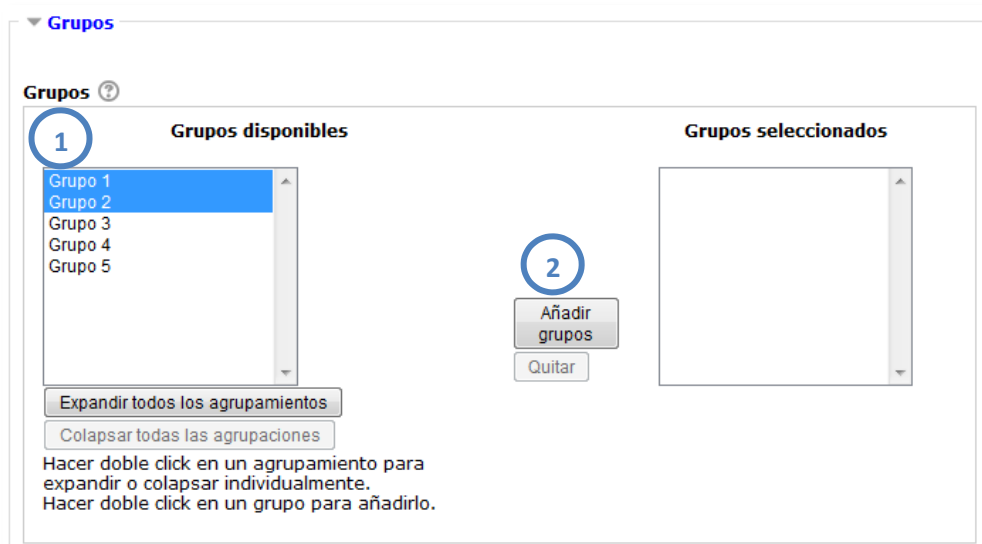 Grupos
Grupos
1
Grupos disponibles
Grupos seleccionados
Grupo 1
Grupo 2
Grupo 3
Grupo 4
Grupo 5
2
Añadir
grupos
Quitar
Expandir todos los agrupamientos
Colapsar todas las agrupaciones
Hacer doble click en un agrupamiento para
expandir o colapsar individualmente.
Hacer doble click en un grupo para añadirlo.